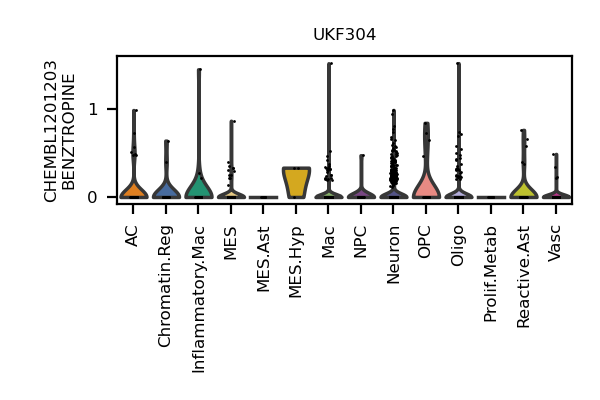 UKF304
CHEMBL1201203
BENZTROPINE
1
0
AC
Chromatin.Reg
Inflammatory.Mac
MES
MES.Ast
MES.Hyp
Mac
NPC
Neuron
OPC
Oligo
Prolif.Metab
Reactive.Ast
Vasc